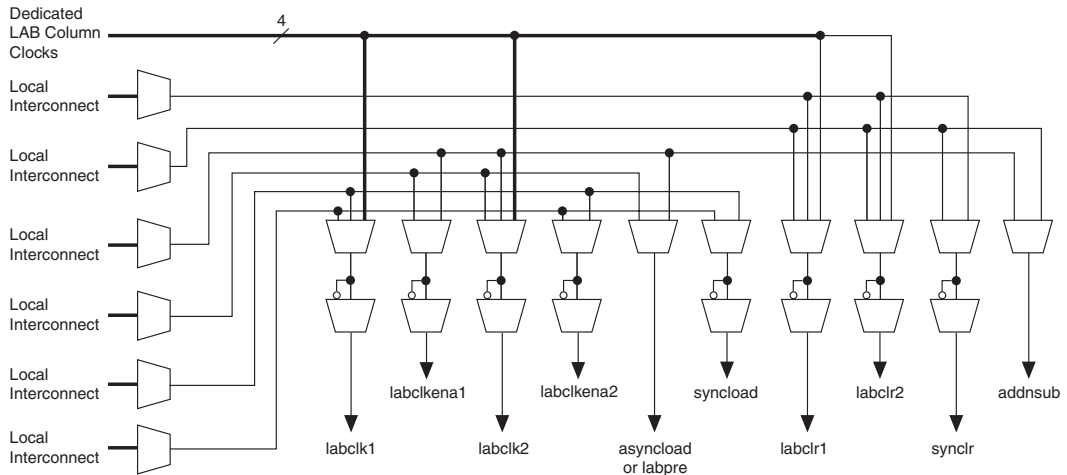 Dedicated
LAB Column
Clocks
4
Local
Interconnect
Local
Interconnect
Local
Interconnect
Local
Interconnect
Local
Interconnect
Local
Interconnect
labclkena1
labclkena2
syncload
labclr2
addnsub
labclk1
labclk2
asyncload
or labpre
labclr1
synclr